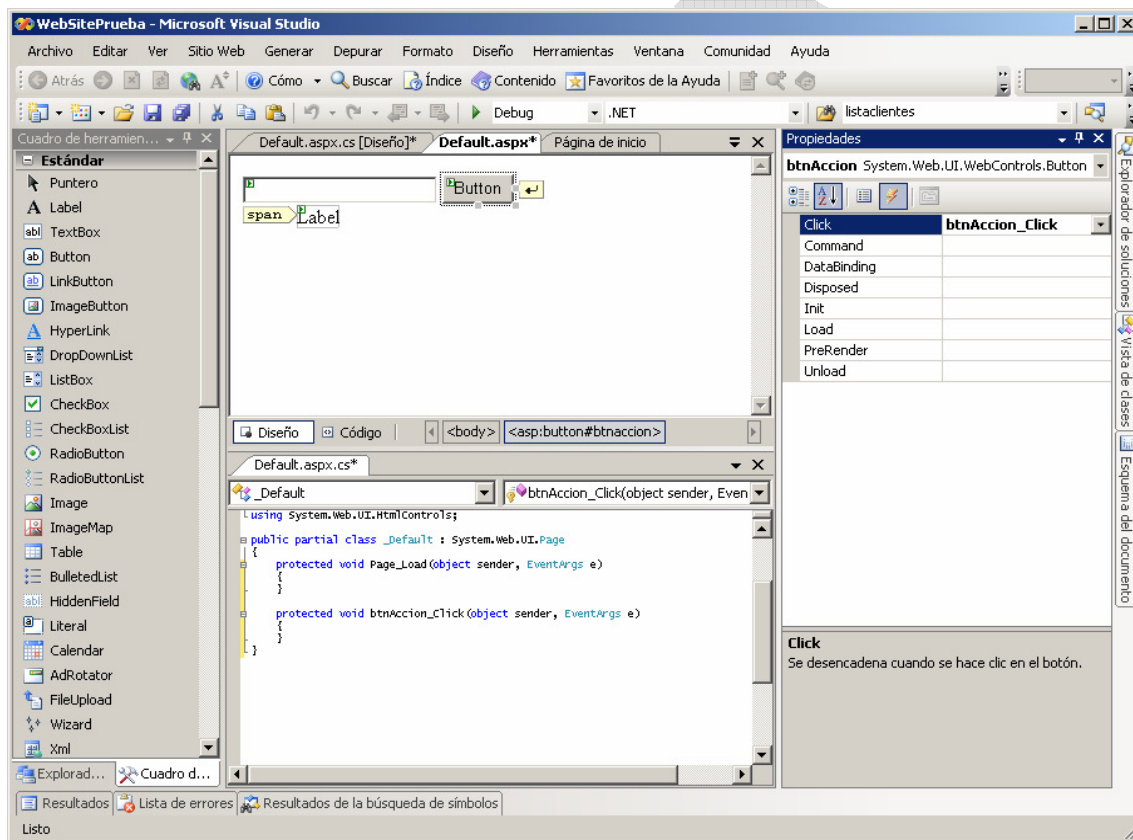 WebSitePrueba - Microsoft Visual Studio
Archivo Editar Ver Sitio Web Generar Depurar Formato Diseño Herramientas Ventana Comunidad Ayuda
Atrás Cómo Buscar Índice Contenido Favoritos de la Ayuda
Debug .NET listaclientes
Cuadro de herramien...
Estándar
Puntero
A Label
abl TextBox
ab Button
ab LinkButton
ImageButton
A HyperLink
DropDownList
ListBox
CheckBox
CheckBoxList
RadioButton
RadioButtonList
Image
ImageMap
Table
BulletedList
abl HiddenField
Literal
Calendar
AdRotator
FileUpload
Wizard
Xml
Explorad... Cuadro d...
Default.aspx.cs [Diseño]* Default.aspx* Página de inicio
Button
span Label
Diseño Código <body> <asp:button#btnaccion>
Default.aspx.cs*
_Default btnAccion_Click(object sender, Even
using System.Web.UI.HtmlControls;
public partial class _Default : System.Web.UI.Page
{
protected void Page_Load(object sender, EventArgs e)
{
}
protected void btnAccion_Click(object sender, EventArgs e)
{
}
}
Propiedades
btnAccion System.Web.UI.WebControls.Button
Click btnAccion_Click
Command
DataBinding
Disposed
Init
Load
PreRender
Unload
Click
Se desencadena cuando se hace clic en el botón.
Explorador de soluciones
Vista de clases
Esquema del documento
Resultados Lista de errores Resultados de la búsqueda de símbolos
Listo